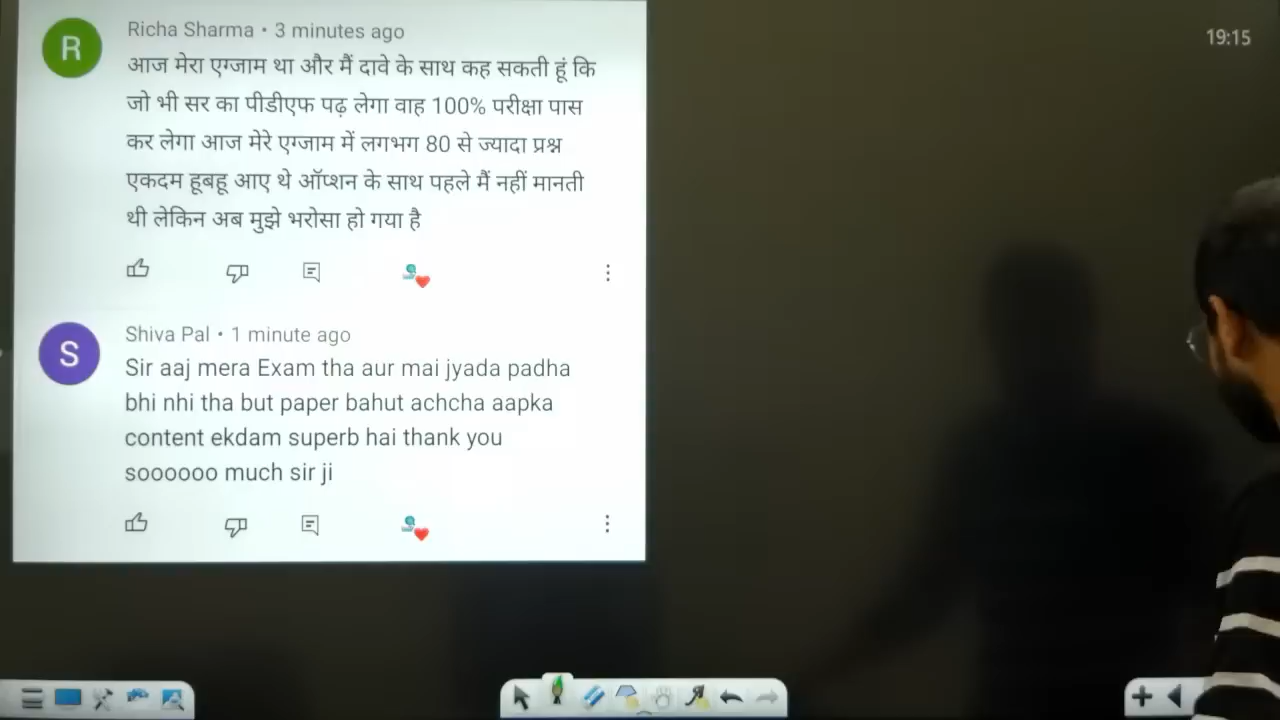 R
Richa Sharma • 3 minutes ago
आज मेरा एग्जाम था और मैं दावे के साथ कह सकती हूं कि
जो भी सर का पीडीएफ पढ़ लेगा वाह 100% परीक्षा पास
कर लेगा आज मेरे एग्जाम में लगभग 80 से ज्यादा प्रश्न
एकदम हूबहू आए थे ऑप्शन के साथ पहले मैं नहीं मानती
थी लेकिन अब मुझे भरोसा हो गया है
S
Shiva Pal • 1 minute ago
Sir aaj mera Exam tha aur mai jyada padha
bhi nhi tha but paper bahut achcha aapka
content ekdam superb hai thank you
soooooo much sir ji
19:15